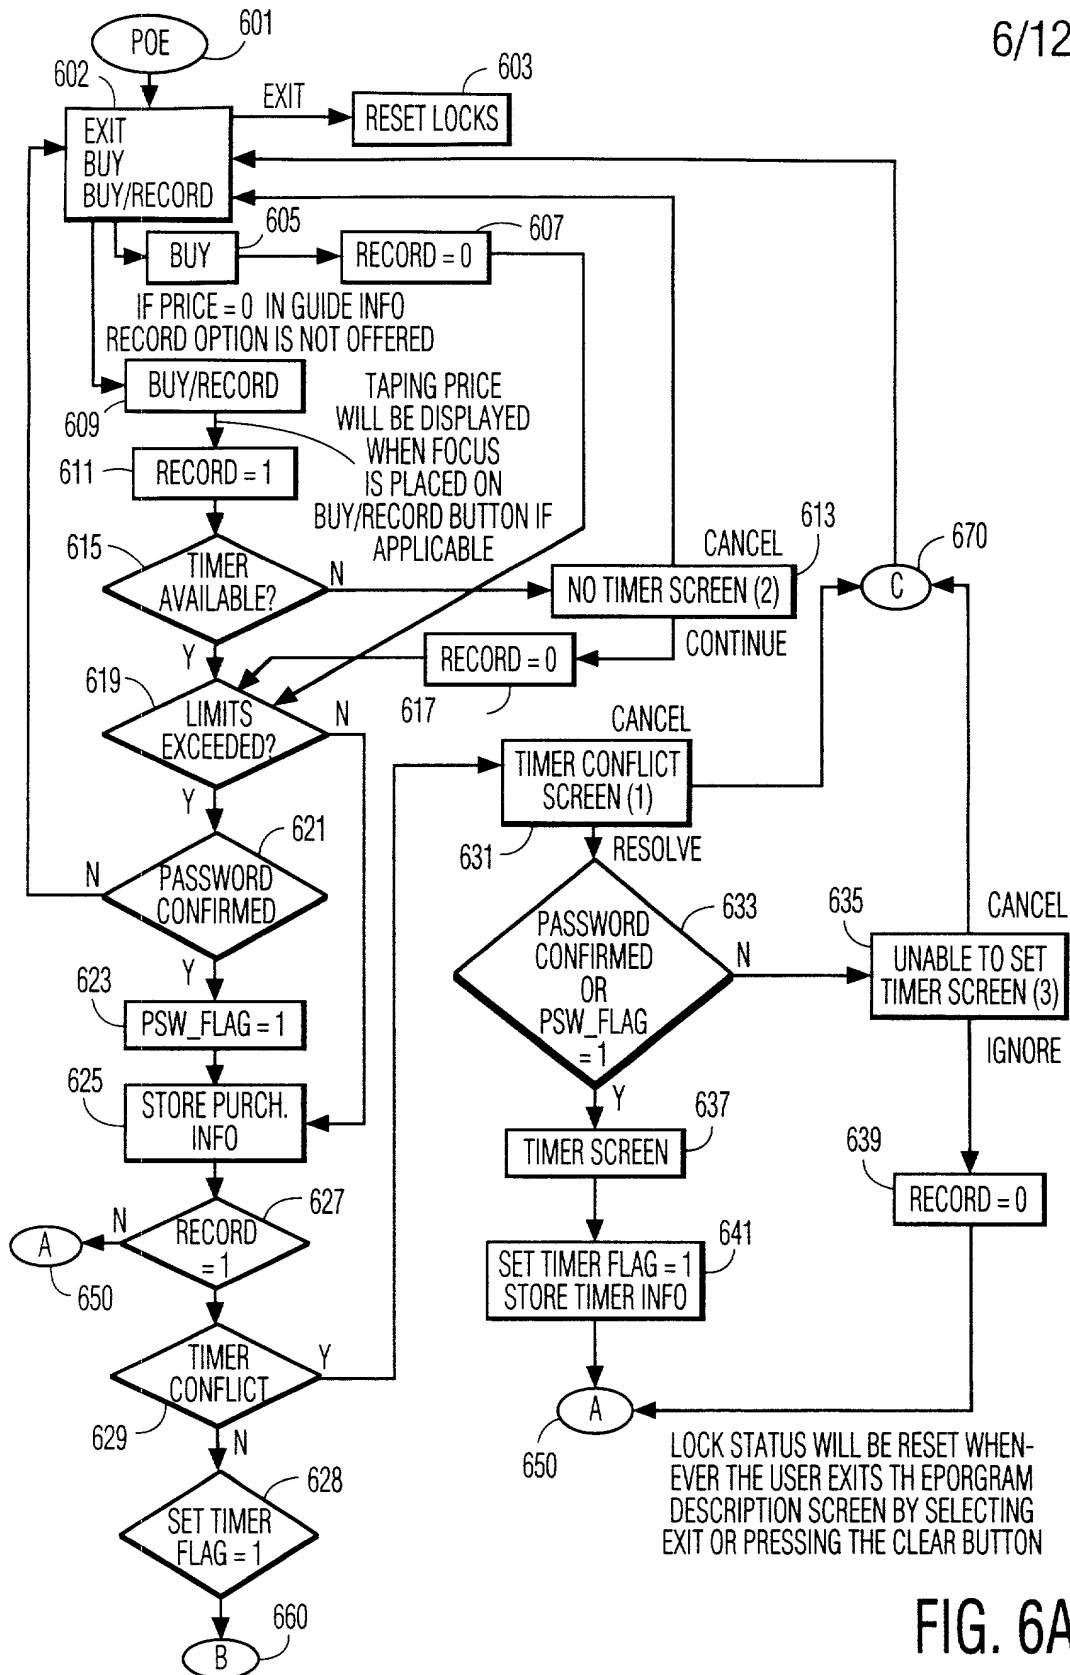 6/12
POE
601
602
EXIT
BUY
BUY/RECORD
EXIT
603
RESET LOCKS
605
BUY
607
RECORD = 0
IF PRICE = 0 IN GUIDE INFO
RECORD OPTION IS NOT OFFERED
BUY/RECORD
609
TAPING PRICE
WILL BE DISPLAYED
WHEN FOCUS
IS PLACED ON
BUY/RECORD BUTTON IF
APPLICABLE
611
RECORD = 1
615
TIMER
AVAILABLE?
N
Y
CANCEL
613
NO TIMER SCREEN (2)
CONTINUE
670
C
RECORD = 0
617
619
LIMITS
EXCEEDED?
N
Y
CANCEL
TIMER CONFLICT
SCREEN (1)
631
RESOLVE
621
N
PASSWORD
CONFIRMED
Y
633
PASSWORD
CONFIRMED
OR
PSW_FLAG
= 1
N
Y
635
CANCEL
UNABLE TO SET
TIMER SCREEN (3)
IGNORE
623
PSW_FLAG = 1
625
STORE PURCH.
INFO
637
TIMER SCREEN
639
RECORD = 0
627
N
RECORD
= 1
A
650
641
SET TIMER FLAG = 1
STORE TIMER INFO
TIMER
CONFLICT
Y
629
N
A
650
628
SET TIMER
FLAG = 1
660
B
LOCK STATUS WILL BE RESET WHEN-
EVER THE USER EXITS TH EPORGRAM
DESCRIPTION SCREEN BY SELECTING
EXIT OR PRESSING THE CLEAR BUTTON
FIG. 6A